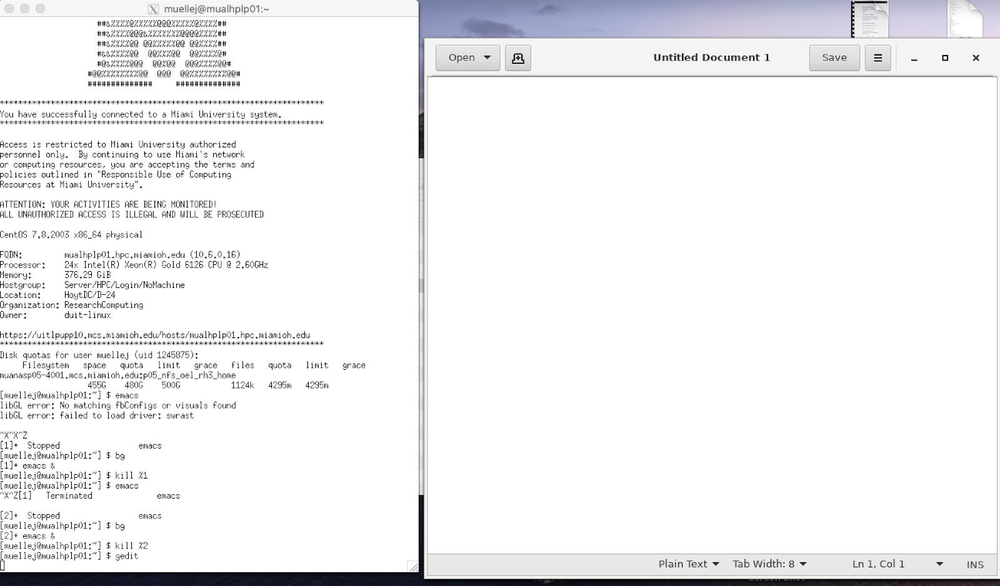 muellej@mualhplp01:~
##&%%%%@%%%%%@@@%%%%%@%%%%##
##&%%%%@@@&%%%%%%%@@@@%%%%##
##%%%%@@ @@%%%%%@@ @@%%%%##
#&&%%%%@@  @@%%%@@  @@%%%%@#
#@&%%%%@@@  @@%@@  @@@%%%%@@#
#@@%%%%%%%%@@  @@@  @@%%%%%%%%@@#
##############     ##############
**********************************************************************
You have successfully connected to a Miami University system.
**********************************************************************
Access is restricted to Miami University authorized
personnel only.  By continuing to use Miami's network
or computing resources, you are accepting the terms and
policies outlined in "Responsible Use of Computing
Resources at Miami University".
ATTENTION: YOUR ACTIVITIES ARE BEING MONITORED!
ALL UNAUTHORIZED ACCESS IS ILLEGAL AND WILL BE PROSECUTED
CentOS 7.8.2003 x86_64 physical
FQDN:         mualhplp01.hpc.miamioh.edu (10.6.0.16)
Processor:    24x Intel(R) Xeon(R) Gold 6126 CPU @ 2.60GHz
Memory:       376.29 GiB
Hostgroup:    Server/HPC/Login/NoMachine
Location:     HoytDC/D-24
Organization: ResearchComputing
Owner:        duit-linux
https://uitlpupp10.mcs.miamioh.edu/hosts/mualhplp01.hpc.miamioh.edu
**********************************************************************
Disk quotas for user muellej (uid 1245875):
     Filesystem   space   quota   limit   grace   files   quota   limit   grace
muanasp05-4001.mcs.miamioh.edu:p05_nfs_oel_rh3_home
                   455G    480G    500G           1124k   4295m   4295m
[muellej@mualhplp01:~] $ emacs
libGL error: No matching fbConfigs or visuals found
libGL error: failed to load driver: swrast
^X^X^Z
[1]+  Stopped                 emacs
[muellej@mualhplp01:~] $ bg
[1]+ emacs &
[muellej@mualhplp01:~] $ kill %1
[muellej@mualhplp01:~] $ emacs
^X^Z[1]   Terminated              emacs
[2]+  Stopped                 emacs
[muellej@mualhplp01:~] $ bg
[2]+ emacs &
[muellej@mualhplp01:~] $ kill %2
[muellej@mualhplp01:~] $ gedit
Open Untitled Document 1 Save
Plain Text Tab Width: 8 Ln 1, Col 1 INS